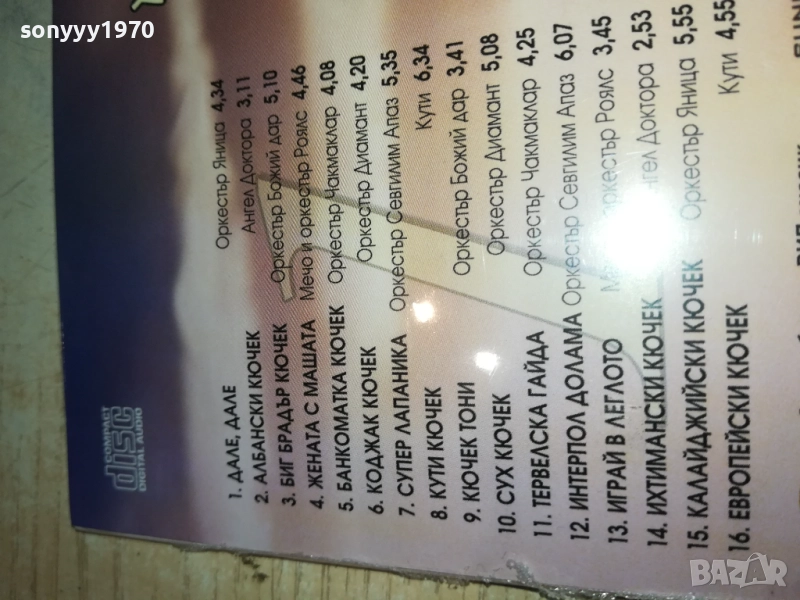 sonyyy1970
COMPACT
disc
DIGITAL AUDIO
1. ДАЛЕ, ДАЛЕ Оркестър Яница 4,34
2. АЛБАНСКИ КЮЧЕК Ангел Доктора 3,11
3. БИГ БРАДЪР КЮЧЕК Оркестър Божий дар 5,10
4. ЖЕНАТА С МАШАТА Мечо и оркестър Роялс 4,46
5. БАНКОМАТКА КЮЧЕК Оркестър Чакмаклар 4,08
6. КОДЖАК КЮЧЕК Оркестър Диамант 4,20
7. СУПЕР ЛАПАНИКА Оркестър Севгилим Апаз 5,35
8. КУТИ КЮЧЕК Кути 6,34
9. КЮЧЕК ТОНИ Оркестър Божий дар 3,41
10. СУХ КЮЧЕК Оркестър Диамант 5,08
11. ТЕРВЕЛСКА ГАЙДА Оркестър Чакмаклар 4,25
12. ИНТЕРПОЛ ДОЛАМА Оркестър Севгилим Апаз 6,07
13. ИГРАЙ В ЛЕГЛОТО оркестър Роялс 3,45
14. ИХТИМАНСКИ КЮЧЕК Ангел Доктора 2,53
15. КАЛАЙДЖИЙСКИ КЮЧЕК Оркестър Яница 5,55
16. ЕВРОПЕЙСКИ КЮЧЕК Кути 4,55
BAZAR